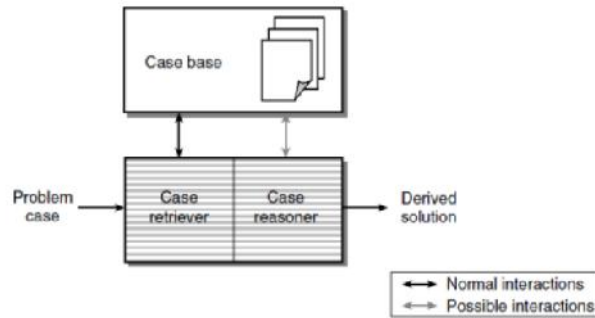 Case base
Problem
case
Case
retriever
Case
reasoner
Derived
solution
Normal interactions
Possible interactions